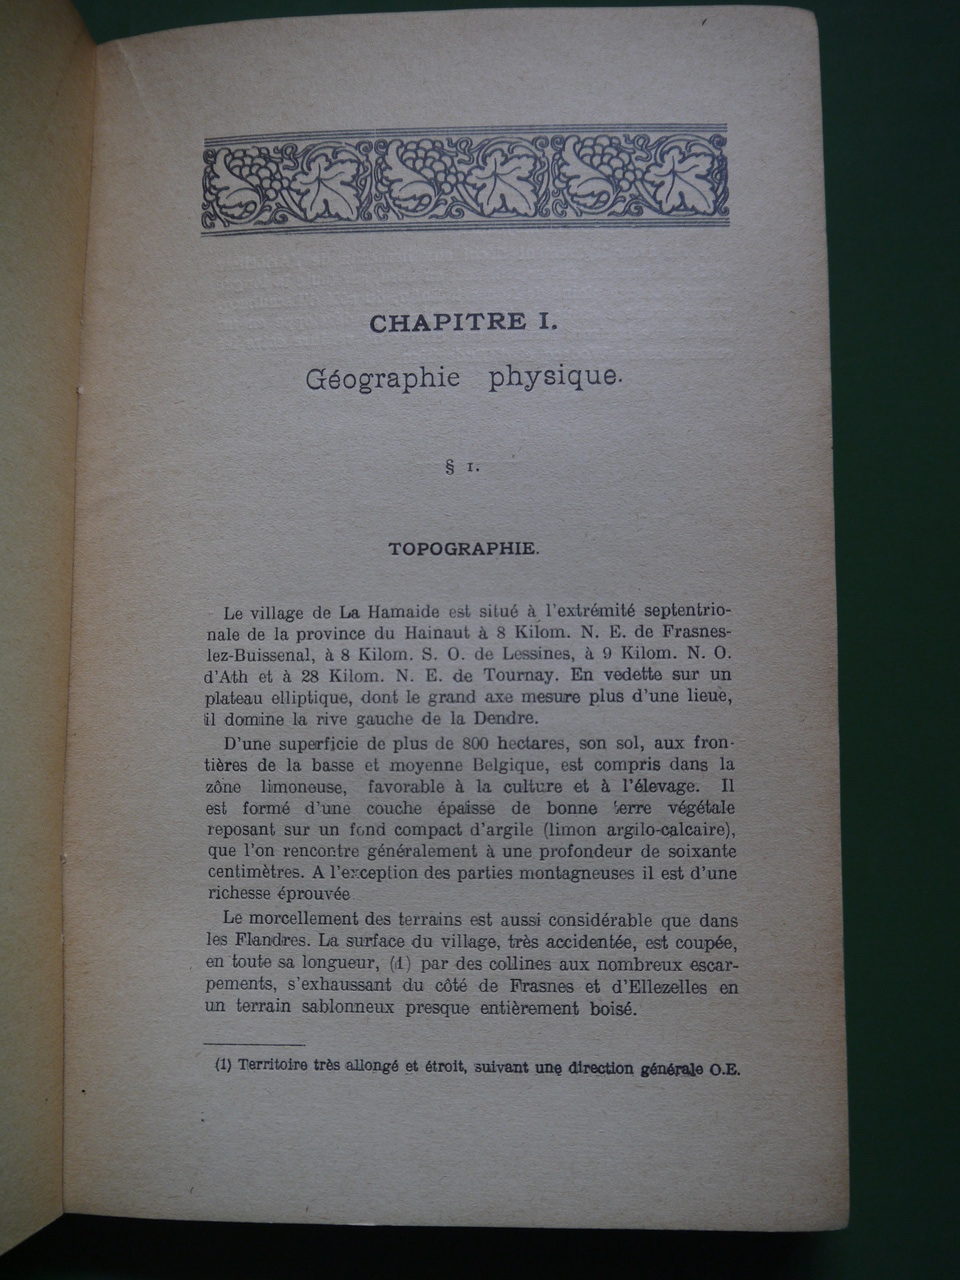 CHAPITRE I.
Géographie physique.
§ I.
TOPOGRAPHIE.
Le village de La Hamaide est situé à l'extrémité septentrio-
nale de la province du Hainaut à 8 Kilom. N. E. de Frasnes-
lez-Buissenal, à 8 Kilom. S. O. de Lessines, à 9 Kilom. N. O.
d'Ath et à 28 Kilom. N. E. de Tournay. En vedette sur un
plateau elliptique, dont le grand axe mesure plus d'une lieue,
il domine la rive gauche de la Dendre.
D'une superficie de plus de 800 hectares, son sol, aux fron-
tières de la basse et moyenne Belgique, est compris dans la
zône limoneuse, favorable à la culture et à l'élevage. Il
est formé d'une couche épaisse de bonne terre végétale
reposant sur un fond compact d'argile (limon argilo-calcaire),
que l'on rencontre généralement à une profondeur de soixante
centimètres. A l'exception des parties montagneuses il est d'une
richesse éprouvée
Le morcellement des terrains est aussi considérable que dans
les Flandres. La surface du village, très accidentée, est coupée,
en toute sa longueur, (1) par des collines aux nombreux escar-
pements, s'exhaussant du côté de Frasnes et d'Ellezelles en
un terrain sablonneux presque entièrement boisé.
(1) Territoire très allongé et étroit, suivant une direction générale O.E.